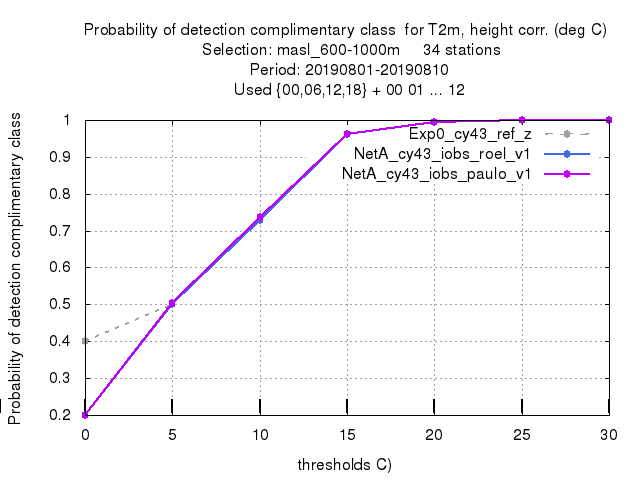 Probability of detection complimentary class  for T2m, height corr. (deg C)
Selection: masl_600-1000m     34 stations
Period: 20190801-20190810
Used {00,06,12,18} + 00 01 ... 12
Probability of detection complimentary class
1
0.9
0.8
0.7
0.6
0.5
0.4
0.3
0.2
Exp0_cy43_ref_z
NetA_cy43_iobs_roel_v1
NetA_cy43_iobs_paulo_v1
0 5 10 15 20 25 30
thresholds C)